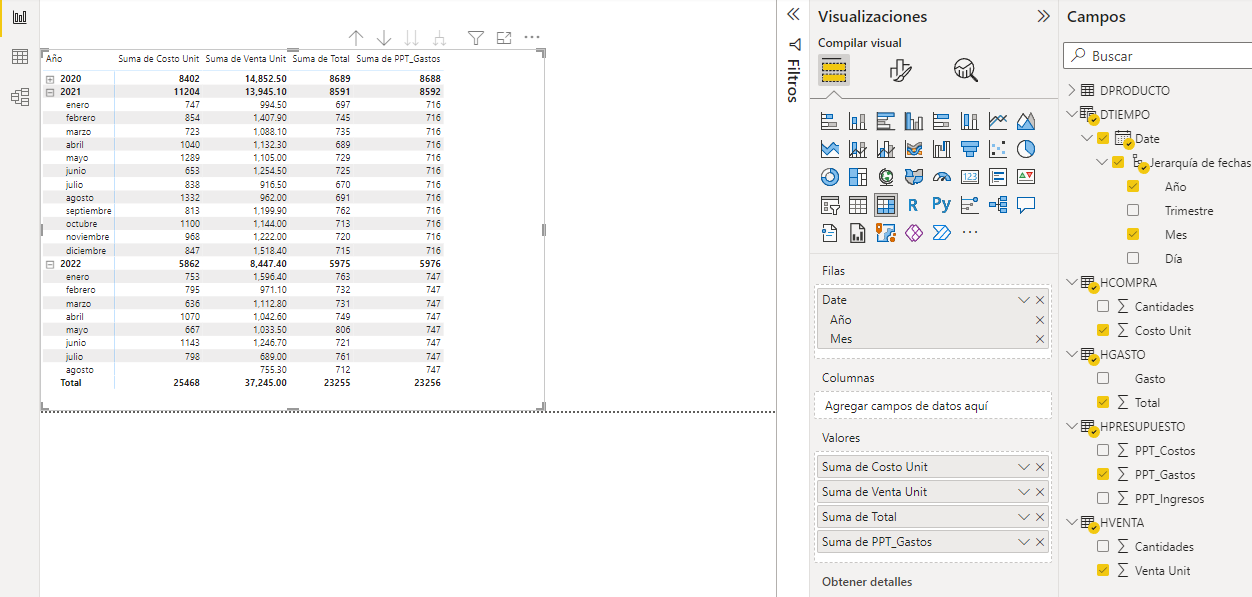 Año Suma de Costo Unit Suma de Venta Unit Suma de Total Suma de PPT_Gastos
2020 8402 14,852.50 8689 8688
2021 11204 13,945.10 8591 8592
enero 747 994.50 697 716
febrero 854 1,407.90 745 716
marzo 723 1,088.10 735 716
abril 1040 1,132.30 689 716
mayo 1289 1,105.00 729 716
junio 653 1,254.50 725 716
julio 838 916.50 670 716
agosto 1332 962.00 691 716
septiembre 813 1,199.90 762 716
octubre 1100 1,144.00 713 716
noviembre 968 1,222.00 720 716
diciembre 847 1,518.40 715 716
2022 5862 8,447.40 5975 5976
enero 753 1,596.40 763 747
febrero 795 971.10 732 747
marzo 636 1,112.80 731 747
abril 1070 1,042.60 749 747
mayo 667 1,033.50 806 747
junio 1143 1,246.70 721 747
julio 798 689.00 761 747
agosto 755.30 712 747
Total 25468 37,245.00 23255 23256
Filtros
Visualizaciones
Compilar visual
123
R
Py
Filas
Date
Año
Mes
Columnas
Agregar campos de datos aquí
Valores
Suma de Costo Unit
Suma de Venta Unit
Suma de Total
Suma de PPT_Gastos
Obtener detalles
Campos
Buscar
DPRODUCTO
DTIEMPO
Date
Jerarquía de fechas
Año
Trimestre
Mes
Día
HCOMPRA
Cantidades
Costo Unit
HGASTO
Gasto
Total
HPRESUPUESTO
PPT_Costos
PPT_Gastos
PPT_Ingresos
HVENTA
Cantidades
Venta Unit